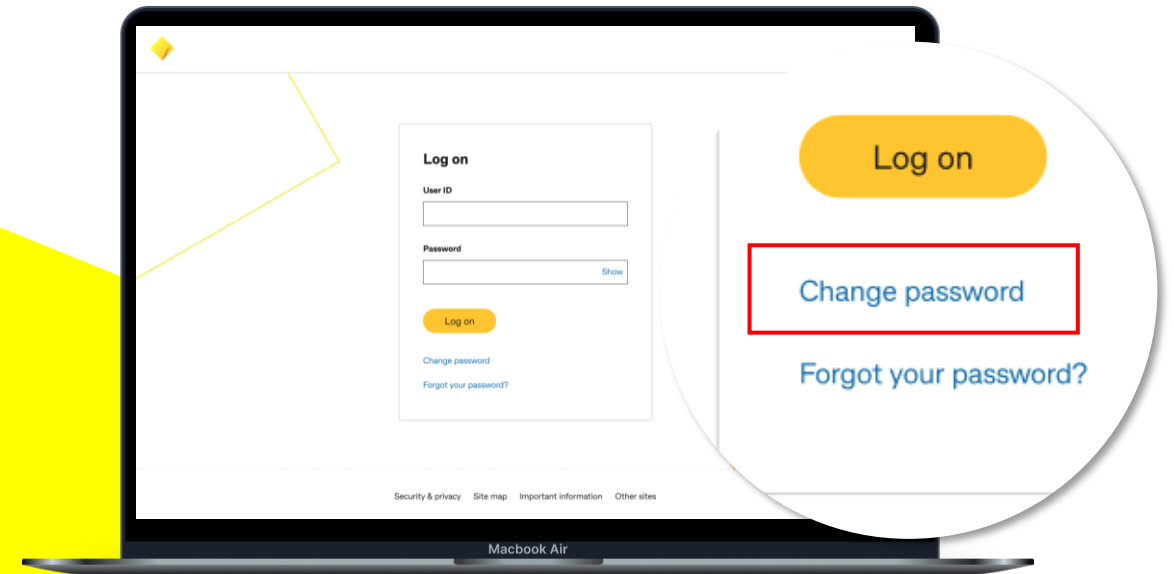 Log on
User ID
Password
Show
Log on
Change password
Forgot your password?
Security & privacy Site map Important information Other sites
Macbook Air
Log on
Change password
Forgot your password?